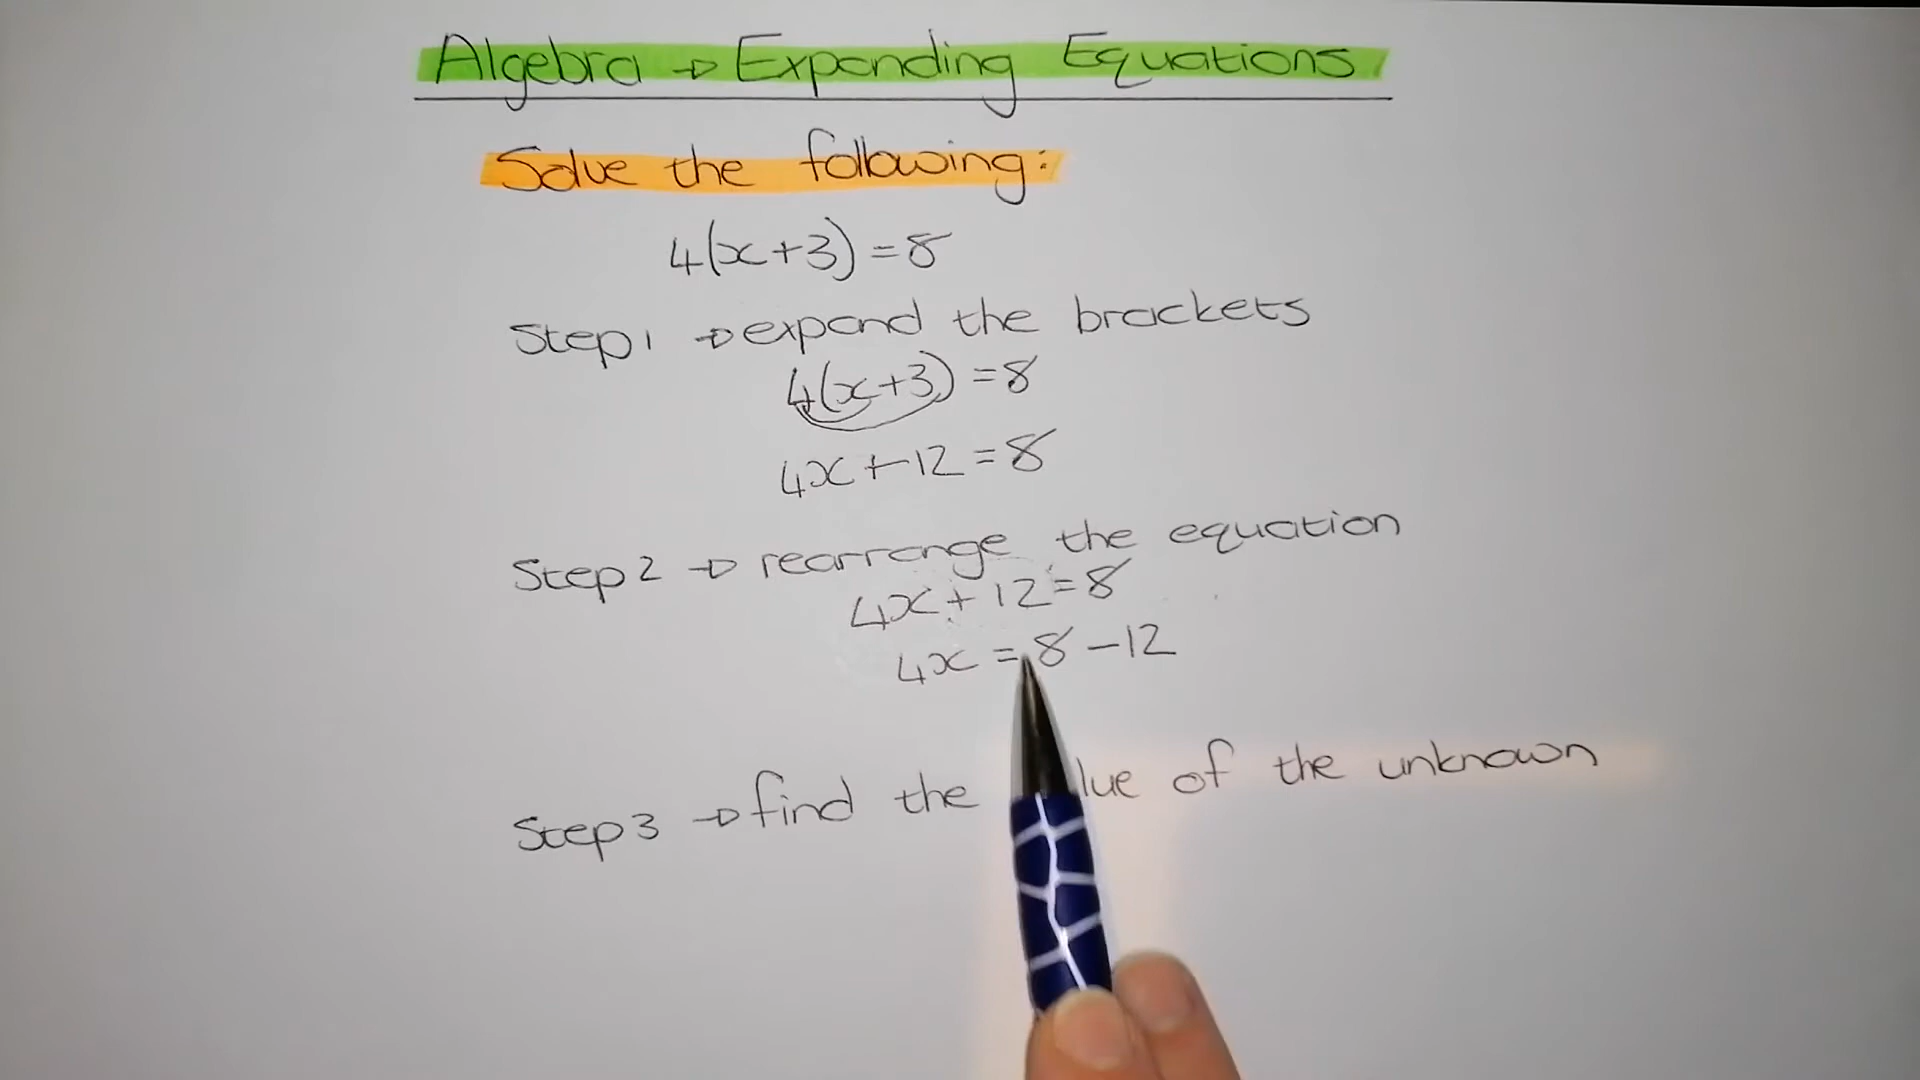 Algebra → Expanding Equations
Solve the following:
4(x+3)=8
Step 1 → expand the brackets
4(x+3)=8
4x+12=8
Step 2 → rearrange the equation
4x+12=8
4x=8-12
Step 3 → find the of the unknown